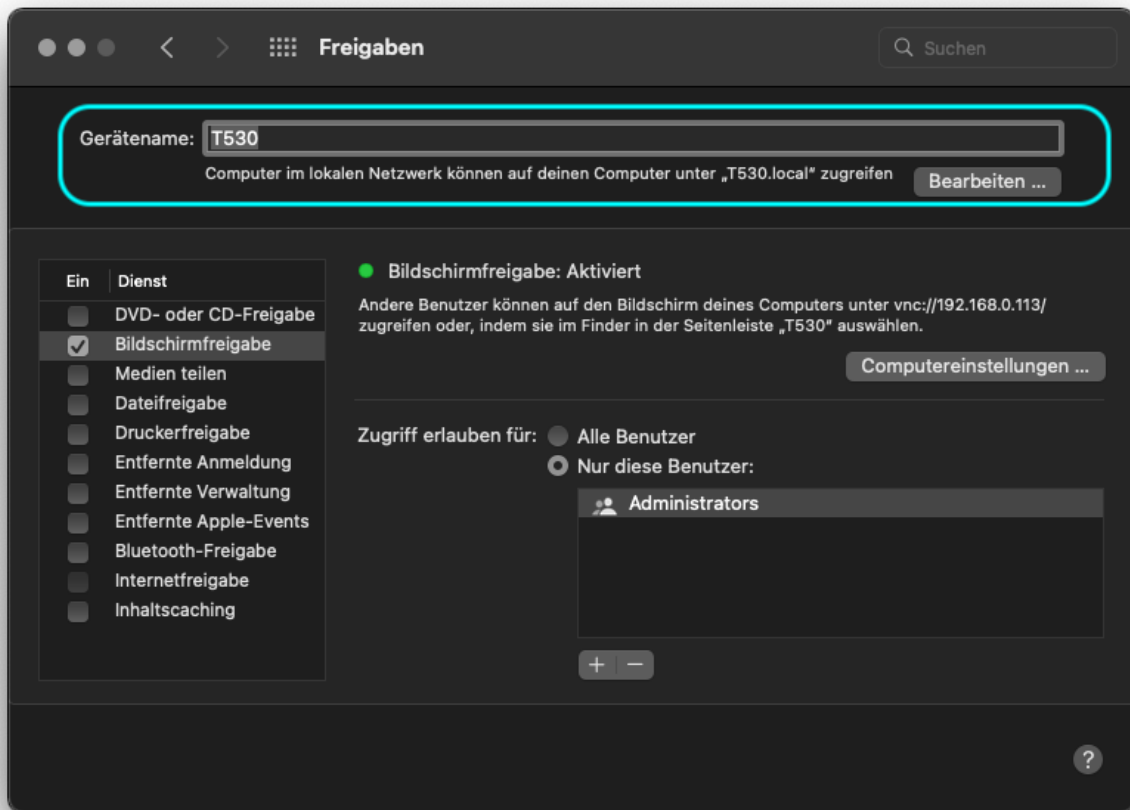 Freigaben
Suchen
Gerätename: T530
Computer im lokalen Netzwerk können auf deinen Computer unter „T530.local“ zugreifen
Bearbeiten ...
Ein Dienst
DVD- oder CD-Freigabe
Bildschirmfreigabe
Medien teilen
Dateifreigabe
Druckerfreigabe
Entfernte Anmeldung
Entfernte Verwaltung
Entfernte Apple-Events
Bluetooth-Freigabe
Internetfreigabe
Inhaltscaching
Bildschirmfreigabe: Aktiviert
Andere Benutzer können auf den Bildschirm deines Computers unter vnc://192.168.0.113/
zugreifen oder, indem sie im Finder in der Seitenleiste „T530“ auswählen.
Computereinstellungen ...
Zugriff erlauben für: Alle Benutzer
Nur diese Benutzer:
Administrators
+ −
?